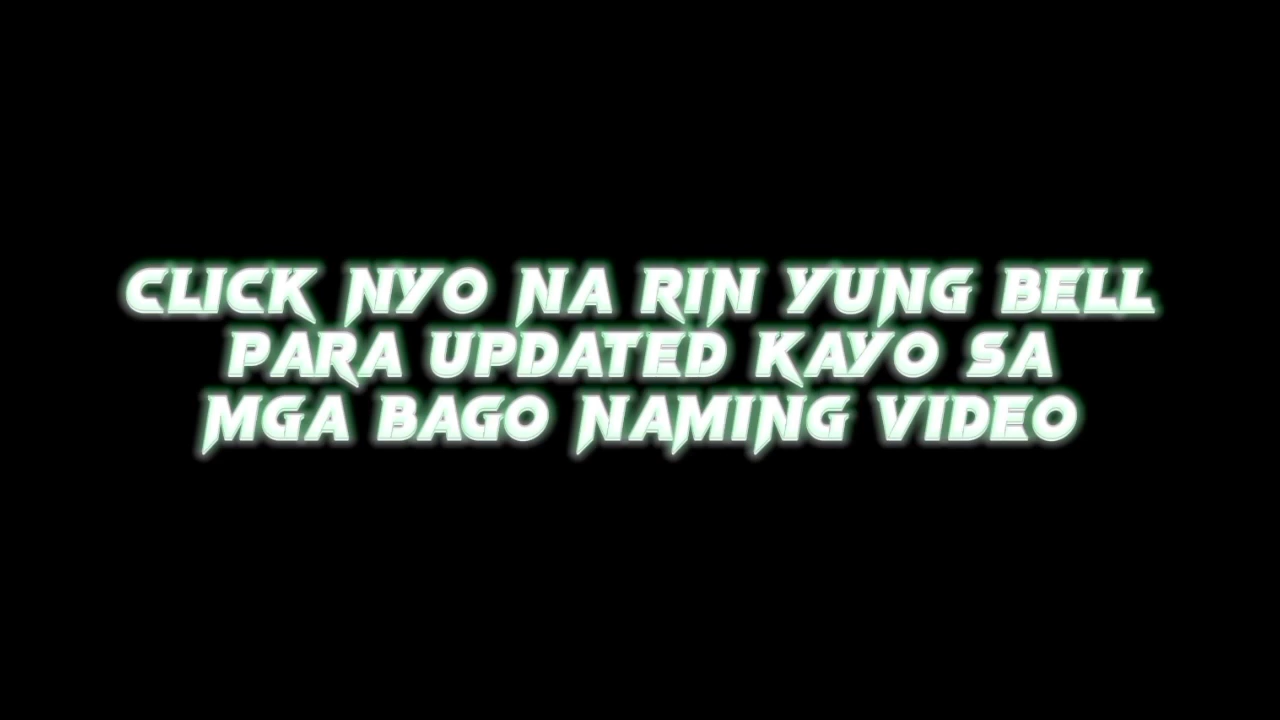 CLICK NYO NA RIN YUNG BELL
PARA UPDATED KAYO SA
MGA BAGO NAMING VIDEO